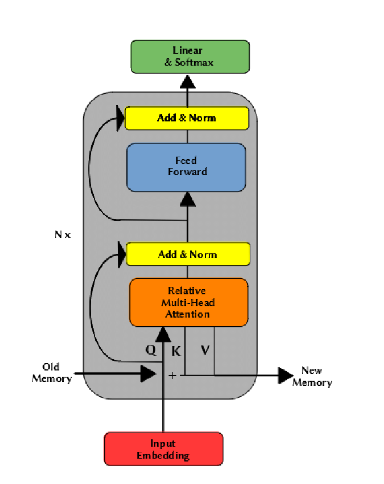 Linear
& Softmax
Add & Norm
Feed
Forward
N x
Add & Norm
Relative
Multi-Head
Attention
Q K V
Old
Memory
+
New
Memory
Input
Embedding